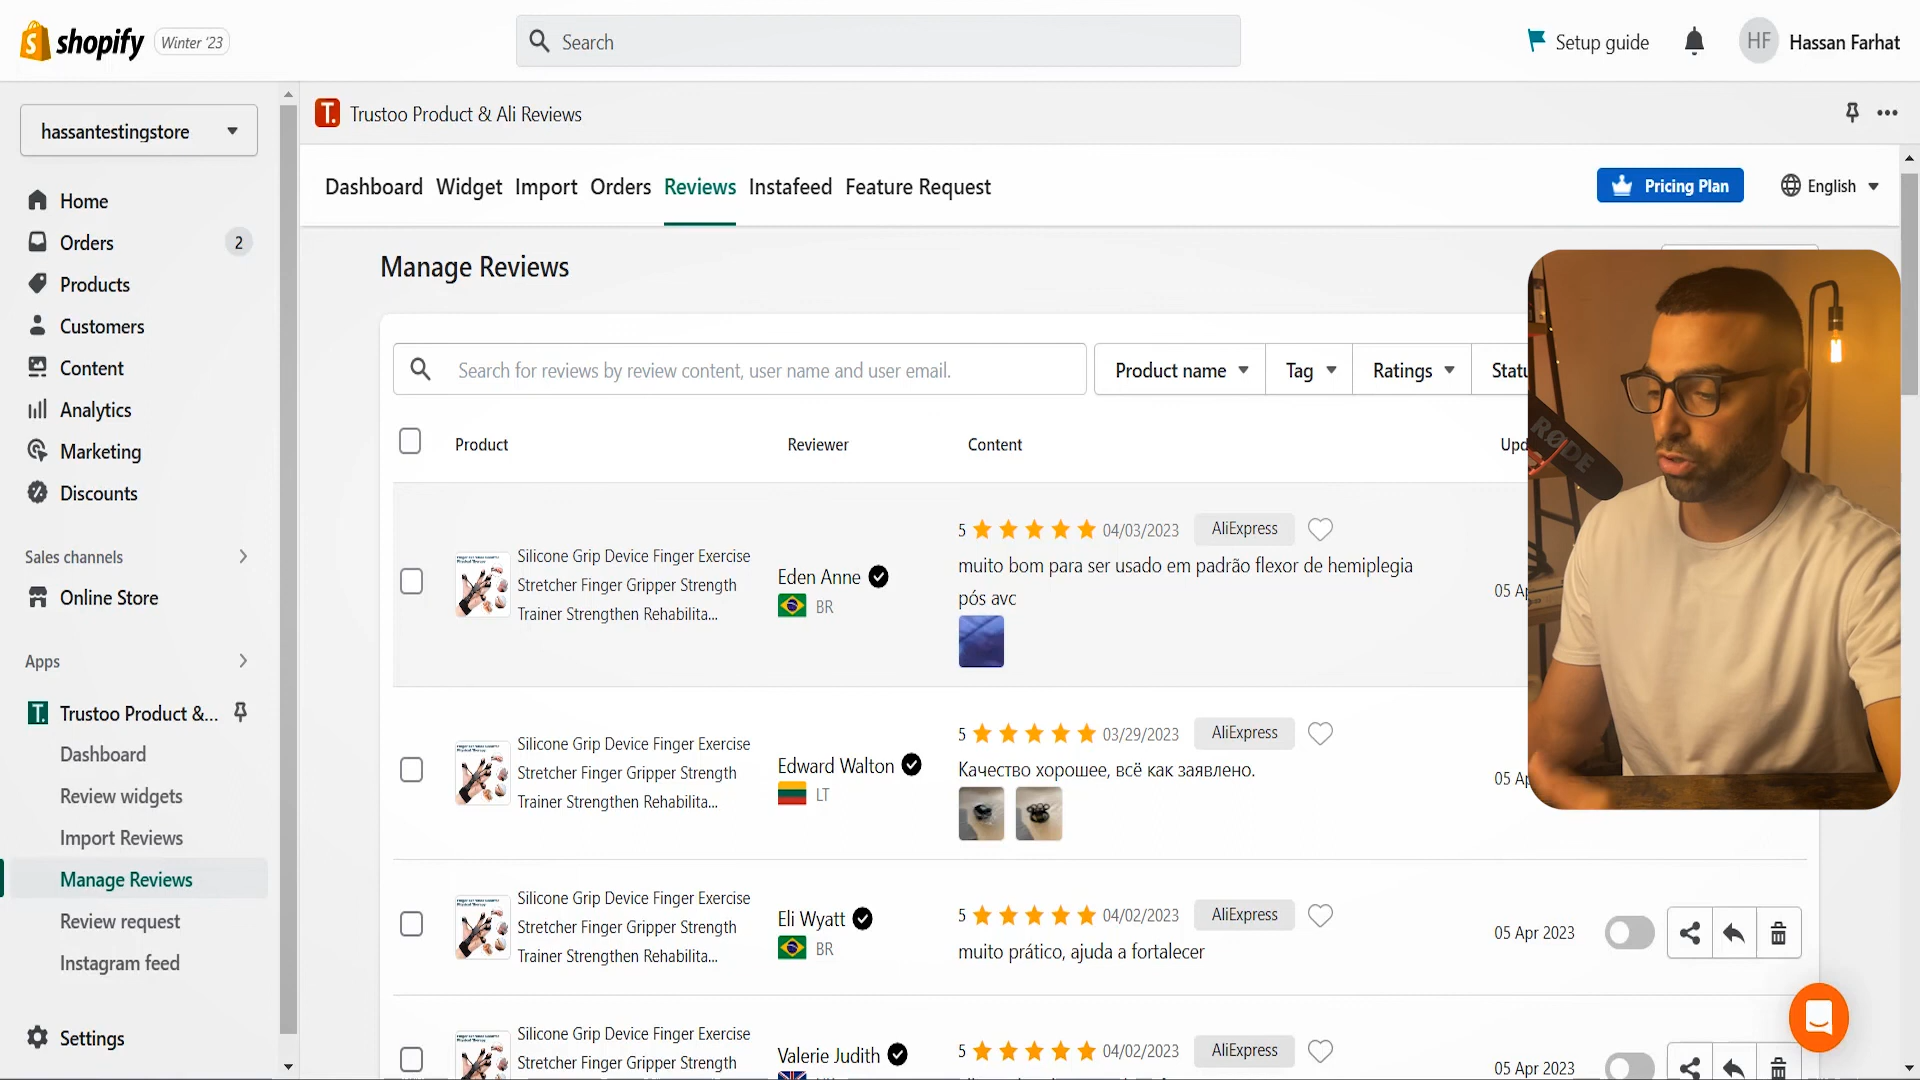 shopify Winter '23
Search
Setup guide
HF Hassan Farhat
hassantestingstore
Home
Orders 2
Products
Customers
Content
Analytics
Marketing
Discounts
Sales channels
Online Store
Apps
Trustoo Product &...
Dashboard
Review widgets
Import Reviews
Manage Reviews
Review request
Instagram feed
Settings
T. Trustoo Product & Ali Reviews
Dashboard Widget Import Orders Reviews Instafeed Feature Request
Pricing Plan
English
Manage Reviews
Search for reviews by review content, user name and user email.
Product name Tag Ratings
Product Reviewer Content
Silicone Grip Device Finger Exercise
Stretcher Finger Gripper Strength
Trainer Strengthen Rehabilita...
Eden Anne
BR
5 04/03/2023 AliExpress
muito bom para ser usado em padrão flexor de hemiplegia
pós avc
05
RØDE
Silicone Grip Device Finger Exercise
Stretcher Finger Gripper Strength
Trainer Strengthen Rehabilita...
Edward Walton
LT
5 03/29/2023 AliExpress
Качество хорошее, всё как заявлено.
05
Silicone Grip Device Finger Exercise
Stretcher Finger Gripper Strength
Trainer Strengthen Rehabilita...
Eli Wyatt
BR
5 04/02/2023 AliExpress
muito prático, ajuda a fortalecer
05 Apr 2023
Silicone Grip Device Finger Exercise
Stretcher Finger Gripper Strength
Valerie Judith
5 04/02/2023 AliExpress
05 Apr 2023